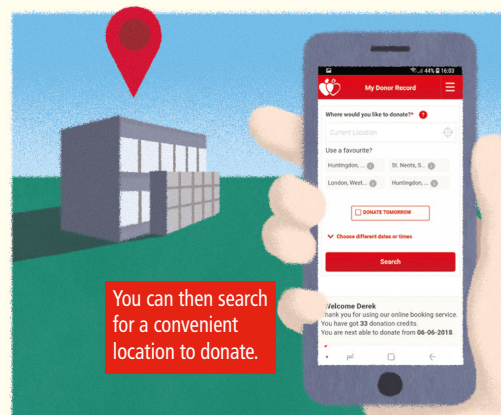 44% 16:03
My Donor Record
Where would you like to donate?* ?
Current Location
Use a favourite?
Huntingdon, ... i St. Neots, S... i
London, West... i Huntingdon, ... i
DONATE TOMORROW
Choose different dates or times
Search
You can then search
for a convenient
location to donate.
Welcome Derek
hank you for using our online booking service.
You have got 33 donation credits.
You are next able to donate from 06-06-2018.